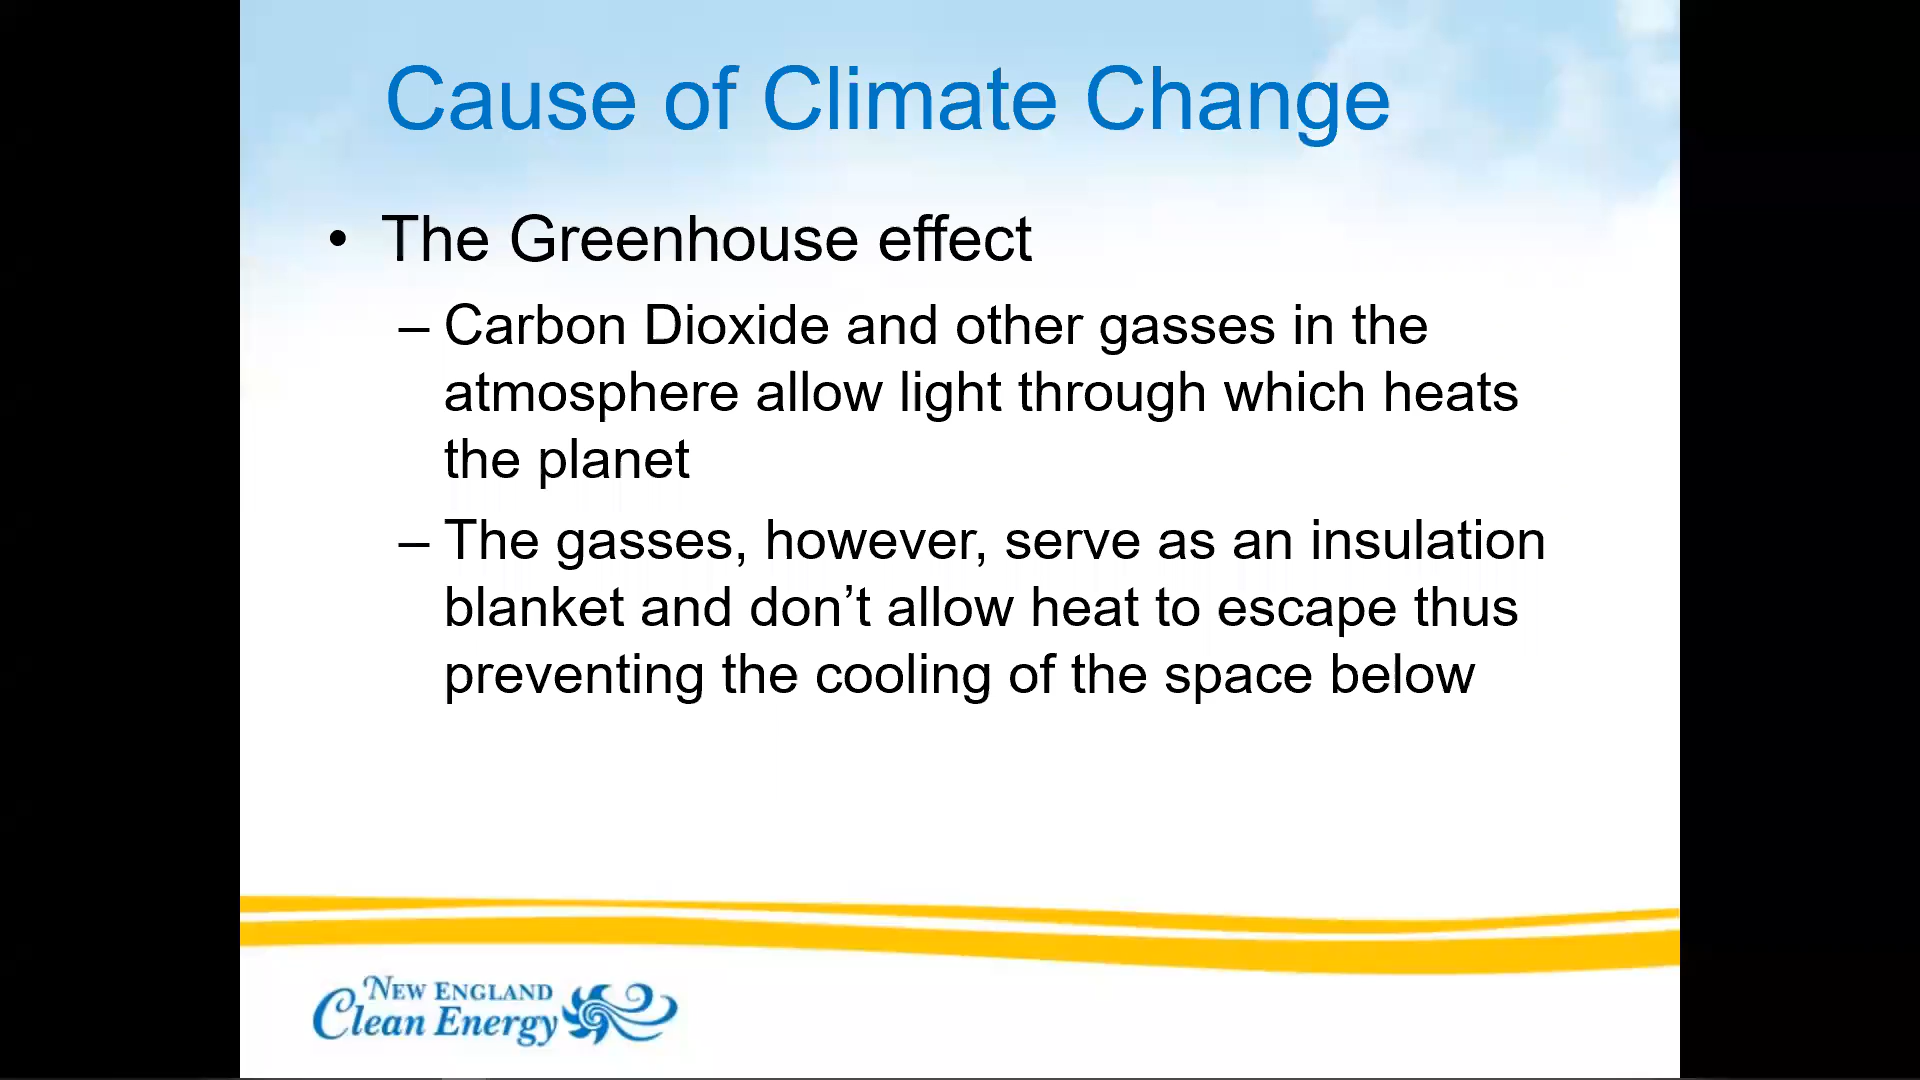 Cause of Climate Change
• The Greenhouse effect
– Carbon Dioxide and other gasses in the
atmosphere allow light through which heats
the planet
– The gasses, however, serve as an insulation
blanket and don’t allow heat to escape thus
preventing the cooling of the space below
NEW ENGLAND
Clean Energy